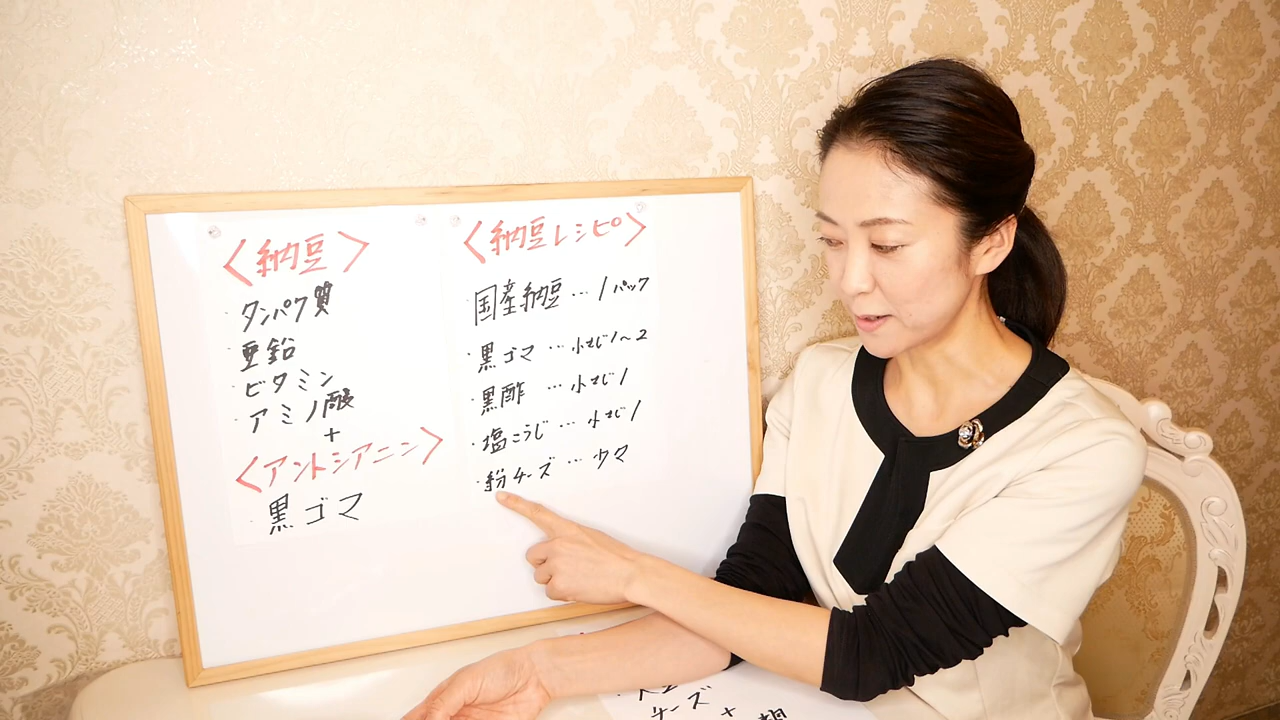 〈納豆〉
・タンパク質
・亜鉛
・ビタミン
・アミノ酸
+
〈アントシアニン〉
・黒ゴマ
〈納豆レシピ〉
・国産納豆…1パック
・黒ゴマ…小さじ1〜2
・黒酢…小さじ1
・塩こうじ…小さじ1
・粉チーズ…少々
チーズ+